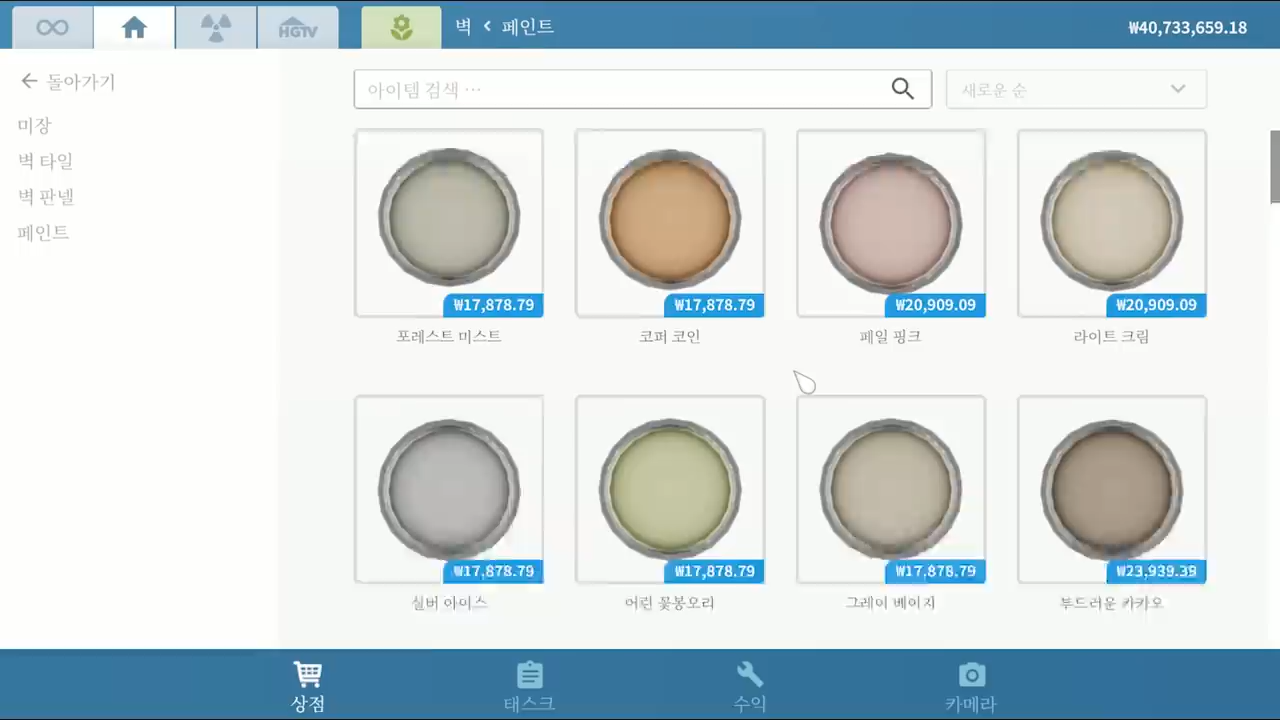 HGTV
벽 < 페인트
₩40,733,659.18
← 돌아가기
미장
벽 타일
벽 판넬
페인트
아이템 검색 ...
새로운 순
₩17,878.79
₩17,878.79
₩20,909.09
₩20,909.09
포레스트 미스트
코퍼 코인
페일 핑크
라이트 크림
₩17,878.79
₩17,878.79
₩17,878.79
₩23,939.39
실버 아이스
어린 꽃봉오리
그레이 베이지
부드러운 카카오
상점
태스크
수익
카메라